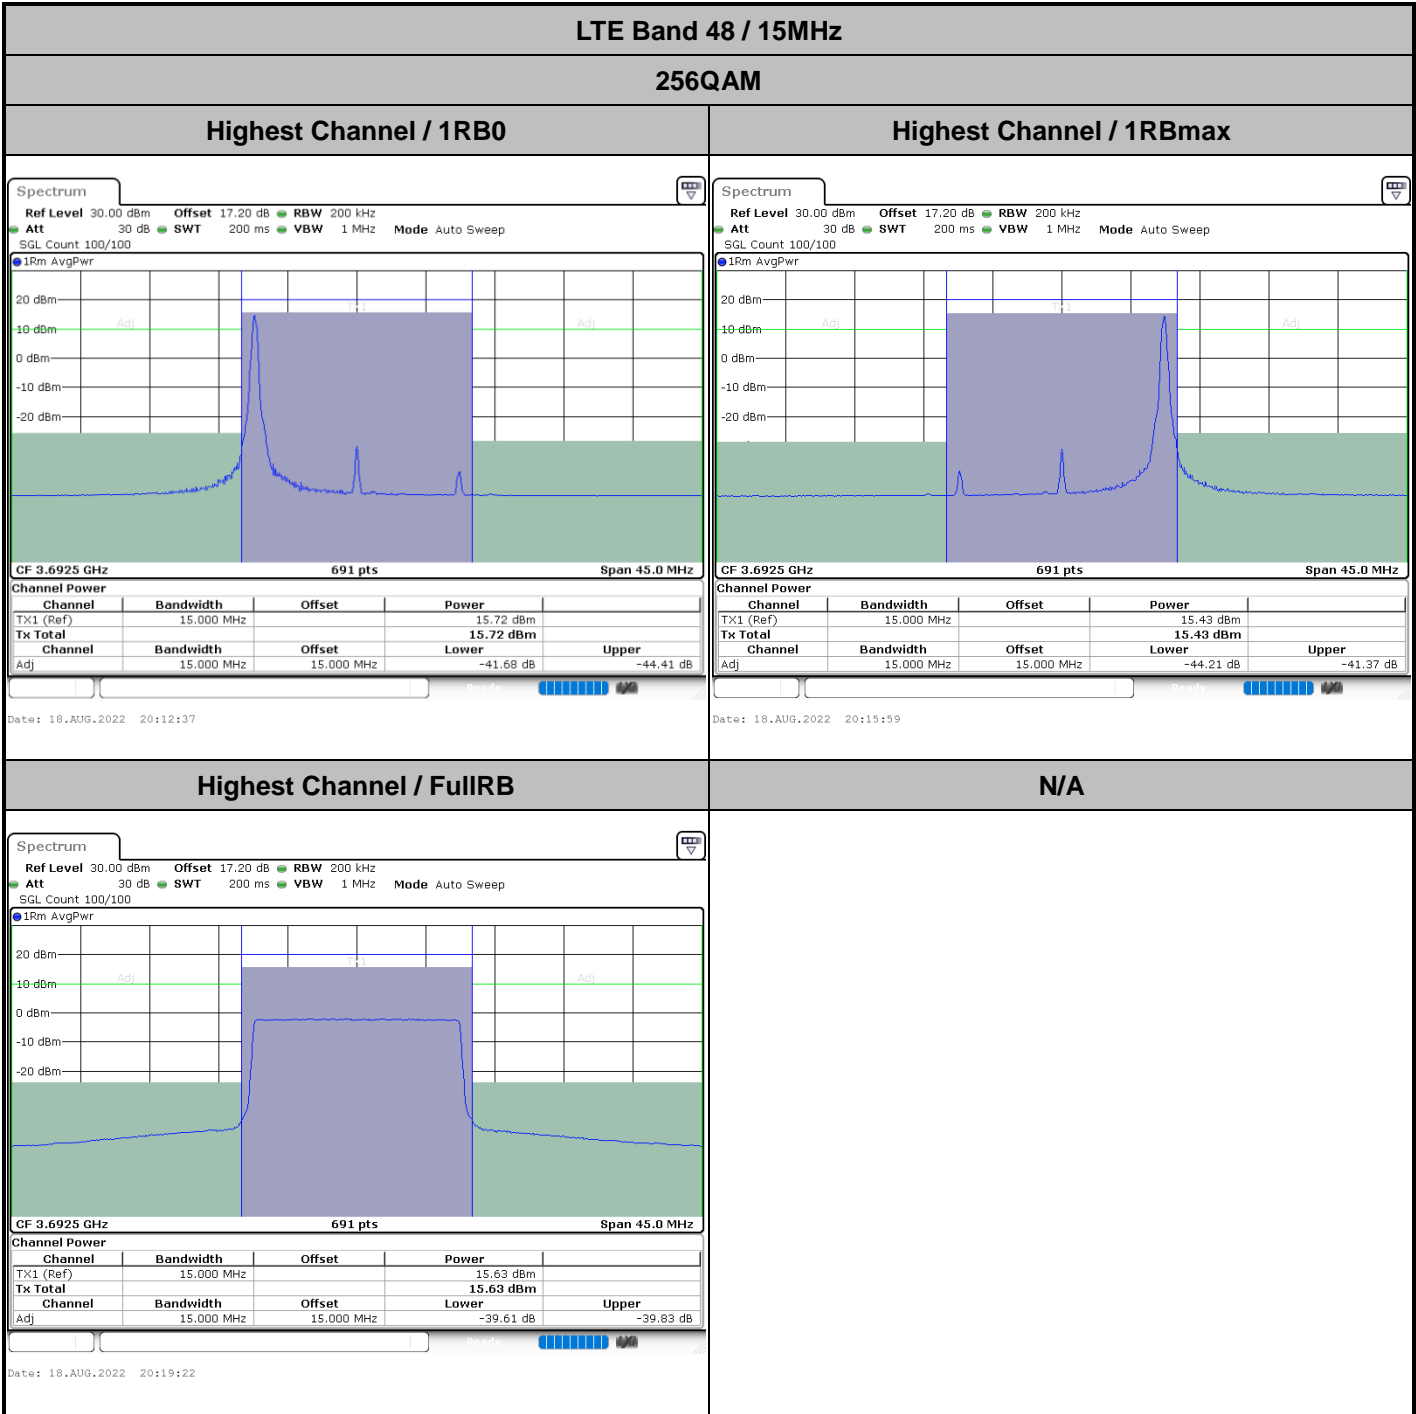 LTE Band 48 / 15MHz
256QAM
Highest Channel / 1RB0
Highest Channel / 1RBmax
Spectrum
Ref Level 30.00 dBm Offset 17.20 dB RBW 200 kHz
Att 30 dB SWT 200 ms VBW 1 MHz Mode Auto Sweep
SGL Count 100/100
1Rm AvgPwr
TX1
20 dBm
Adj
Adj
10 dBm
0 dBm
-10 dBm
-20 dBm
CF 3.6925 GHz 691 pts Span 45.0 MHz
Channel Power
Channel Bandwidth Offset Power
TX1 (Ref) 15.000 MHz 15.72 dBm
Tx Total 15.72 dBm
Channel Bandwidth Offset Lower Upper
Adj 15.000 MHz 15.000 MHz -41.68 dB -44.41 dB
Ready
Date: 18.AUG.2022 20:12:37
Spectrum
Ref Level 30.00 dBm Offset 17.20 dB RBW 200 kHz
Att 30 dB SWT 200 ms VBW 1 MHz Mode Auto Sweep
SGL Count 100/100
1Rm AvgPwr
TX1
20 dBm
Adj
Adj
10 dBm
0 dBm
-10 dBm
-20 dBm
CF 3.6925 GHz 691 pts Span 45.0 MHz
Channel Power
Channel Bandwidth Offset Power
TX1 (Ref) 15.000 MHz 15.43 dBm
Tx Total 15.43 dBm
Channel Bandwidth Offset Lower Upper
Adj 15.000 MHz 15.000 MHz -44.21 dB -41.37 dB
Ready
Date: 18.AUG.2022 20:15:59
Highest Channel / FullRB
N/A
Spectrum
Ref Level 30.00 dBm Offset 17.20 dB RBW 200 kHz
Att 30 dB SWT 200 ms VBW 1 MHz Mode Auto Sweep
SGL Count 100/100
1Rm AvgPwr
TX1
20 dBm
Adj
Adj
10 dBm
0 dBm
-10 dBm
-20 dBm
CF 3.6925 GHz 691 pts Span 45.0 MHz
Channel Power
Channel Bandwidth Offset Power
TX1 (Ref) 15.000 MHz 15.63 dBm
Tx Total 15.63 dBm
Channel Bandwidth Offset Lower Upper
Adj 15.000 MHz 15.000 MHz -39.61 dB -39.83 dB
Ready
Date: 18.AUG.2022 20:19:22